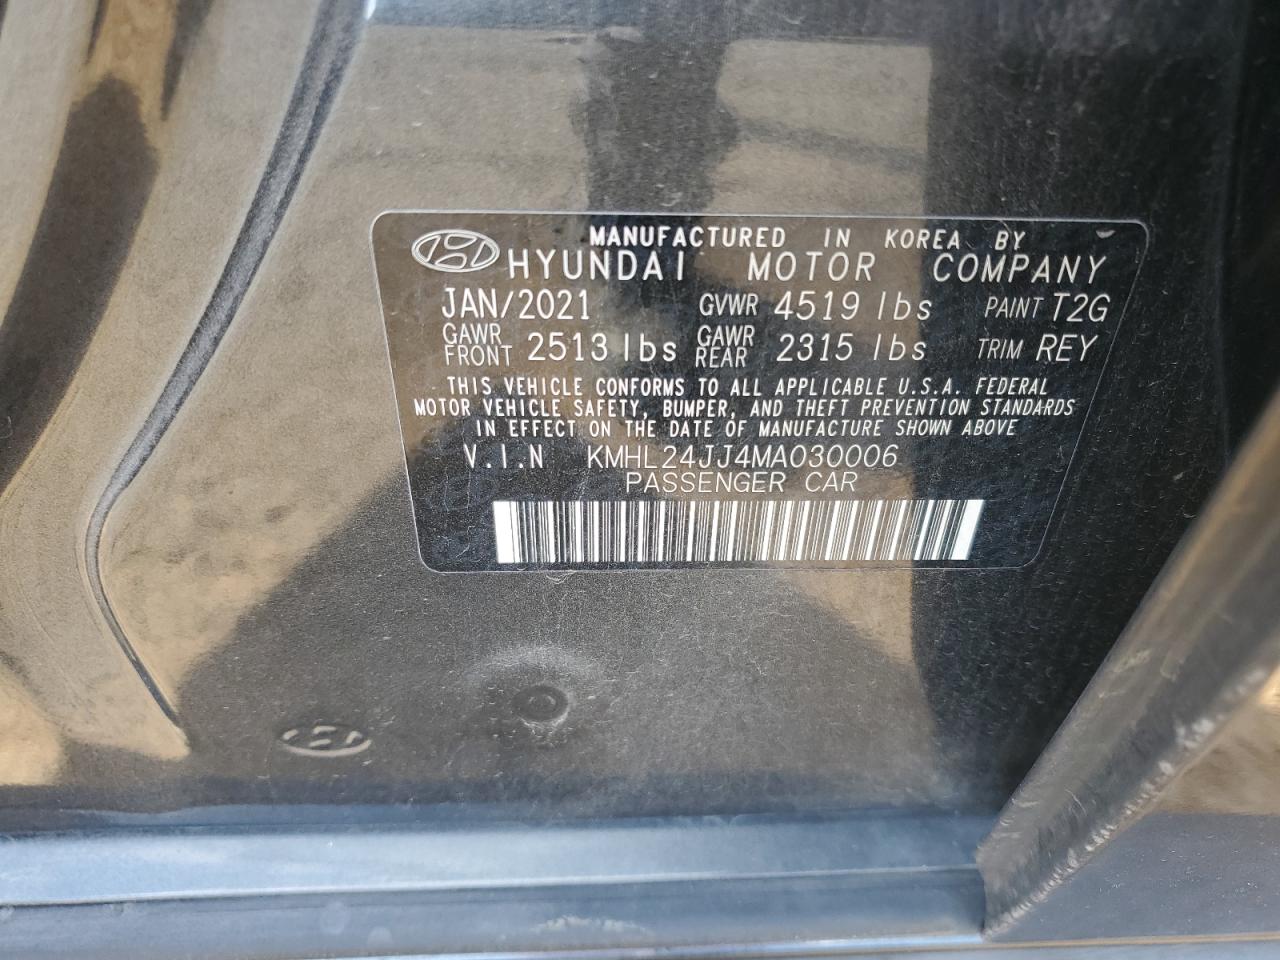 MANUFACTURED IN KOREA BY
HYUNDAI MOTOR COMPANY
JAN/2021 GVWR 4519 lbs PAINT T2G
GAWR FRONT 2513 lbs GAWR REAR 2315 lbs TRIM REY
THIS VEHICLE CONFORMS TO ALL APPLICABLE U.S.A. FEDERAL
MOTOR VEHICLE SAFETY, BUMPER, AND THEFT PREVENTION STANDARDS
IN EFFECT ON THE DATE OF MANUFACTURE SHOWN ABOVE
V.I.N KMHL24JJ4MA030006
PASSENGER CAR